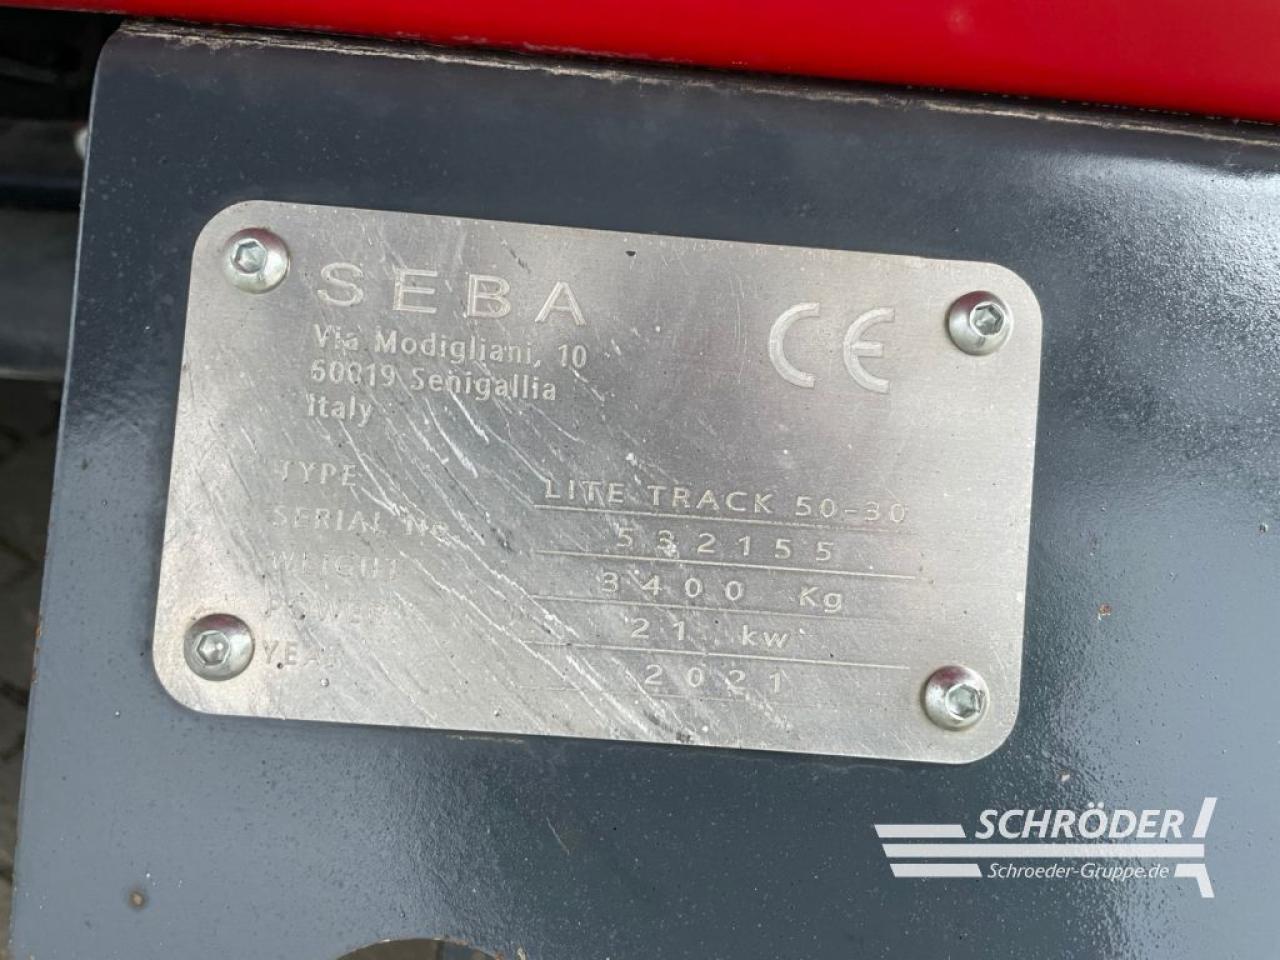 SEBA
CE
Via Modigliani, 10
60019 Senigallia
Italy
TYPE LITE TRACK 50-30
SERIAL No. 532155
WEIGHT 3400 Kg
POWER 21 kw
YEAR 2021
SCHRÖDER
Schroeder-Gruppe.de